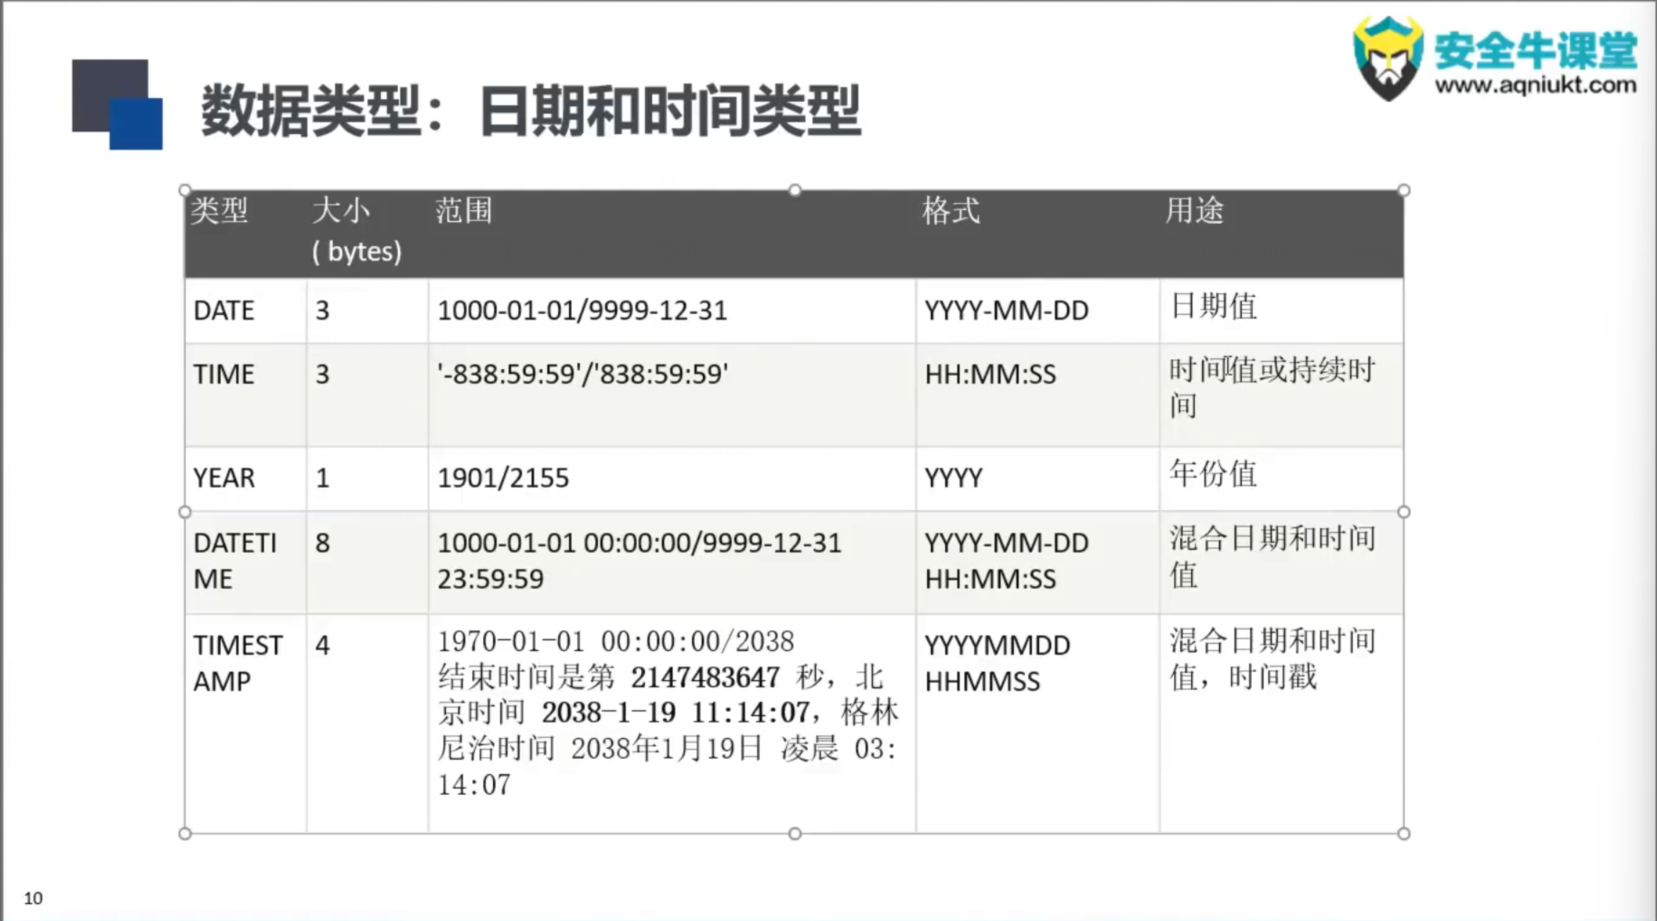 安全牛课堂
www.aqniukt.com
数据类型：日期和时间类型
类型 大小 范围 格式 用途
( bytes)
DATE 3 1000-01-01/9999-12-31 YYYY-MM-DD 日期值
TIME 3 '-838:59:59'/'838:59:59' HH:MM:SS 时间值或持续时
间
YEAR 1 1901/2155 YYYY 年份值
DATETI 8 1000-01-01 00:00:00/9999-12-31 YYYY-MM-DD 混合日期和时间
ME 23:59:59 HH:MM:SS 值
TIMEST 4 1970-01-01 00:00:00/2038 YYYYMMDD 混合日期和时间
AMP 结束时间是第 2147483647 秒，北 HHMMSS 值，时间戳
京时间 2038-1-19 11:14:07，格林
尼治时间 2038年1月19日 凌晨 03:
14:07
10